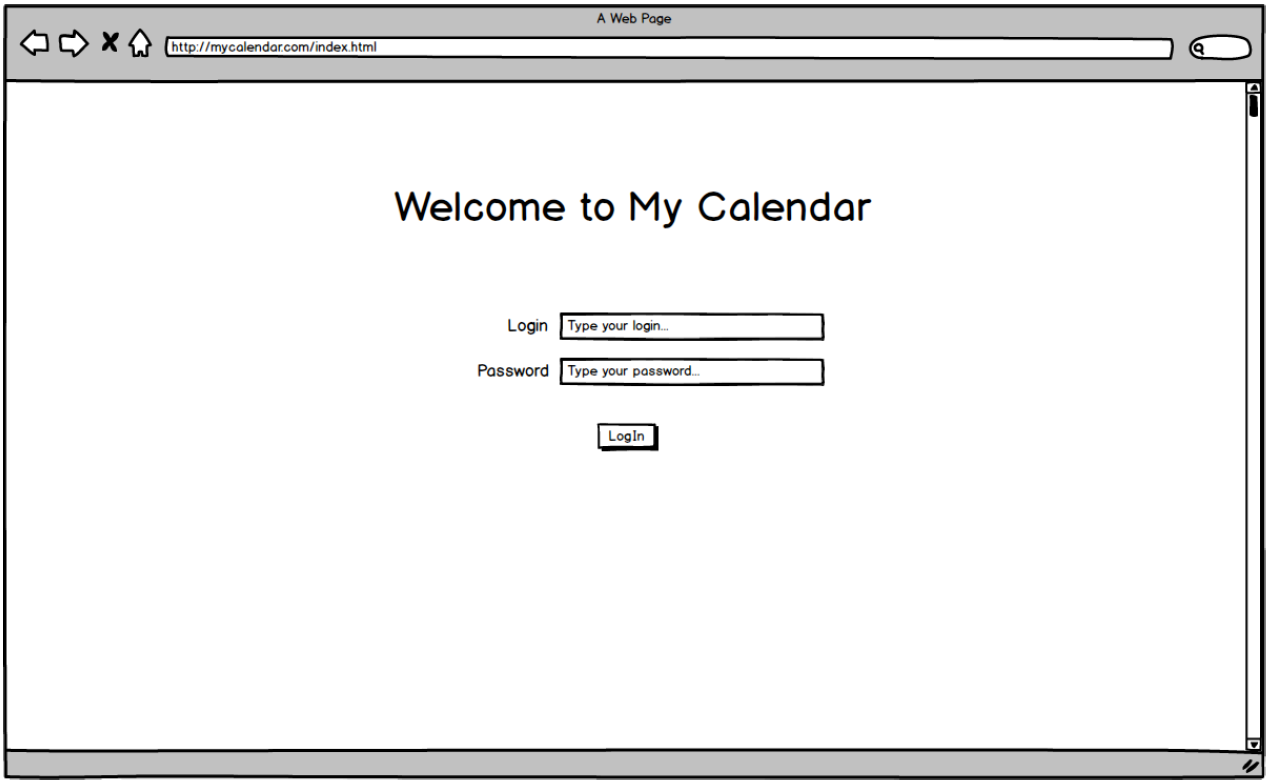 A Web Page
http://mycalendar.com/index.html
Welcome to My Calendar
Login Type your login...
Password Type your password...
LogIn